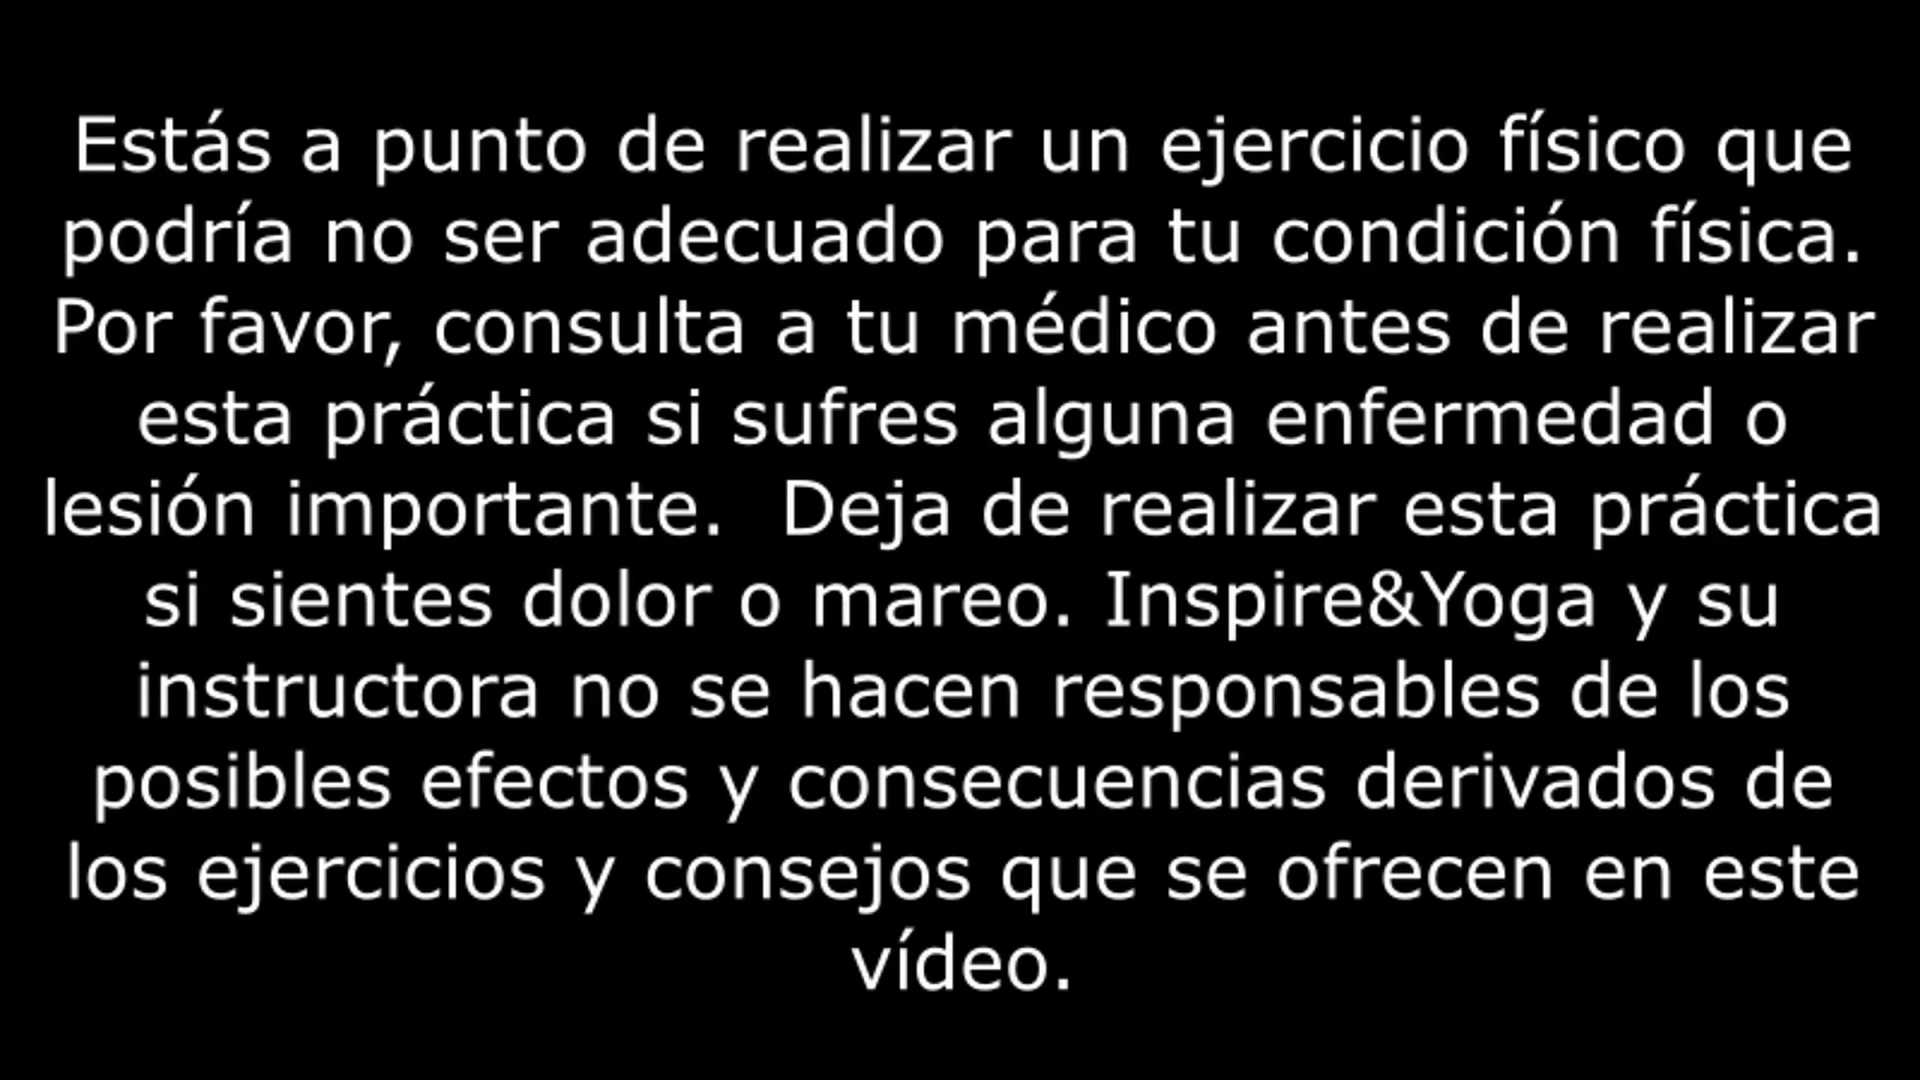 Estás a punto de realizar un ejercicio físico que
podría no ser adecuado para tu condición física.
Por favor, consulta a tu médico antes de realizar
esta práctica si sufres alguna enfermedad o
lesión importante.  Deja de realizar esta práctica
si sientes dolor o mareo. Inspire&Yoga y su
instructora no se hacen responsables de los
posibles efectos y consecuencias derivados de
los ejercicios y consejos que se ofrecen en este
vídeo.